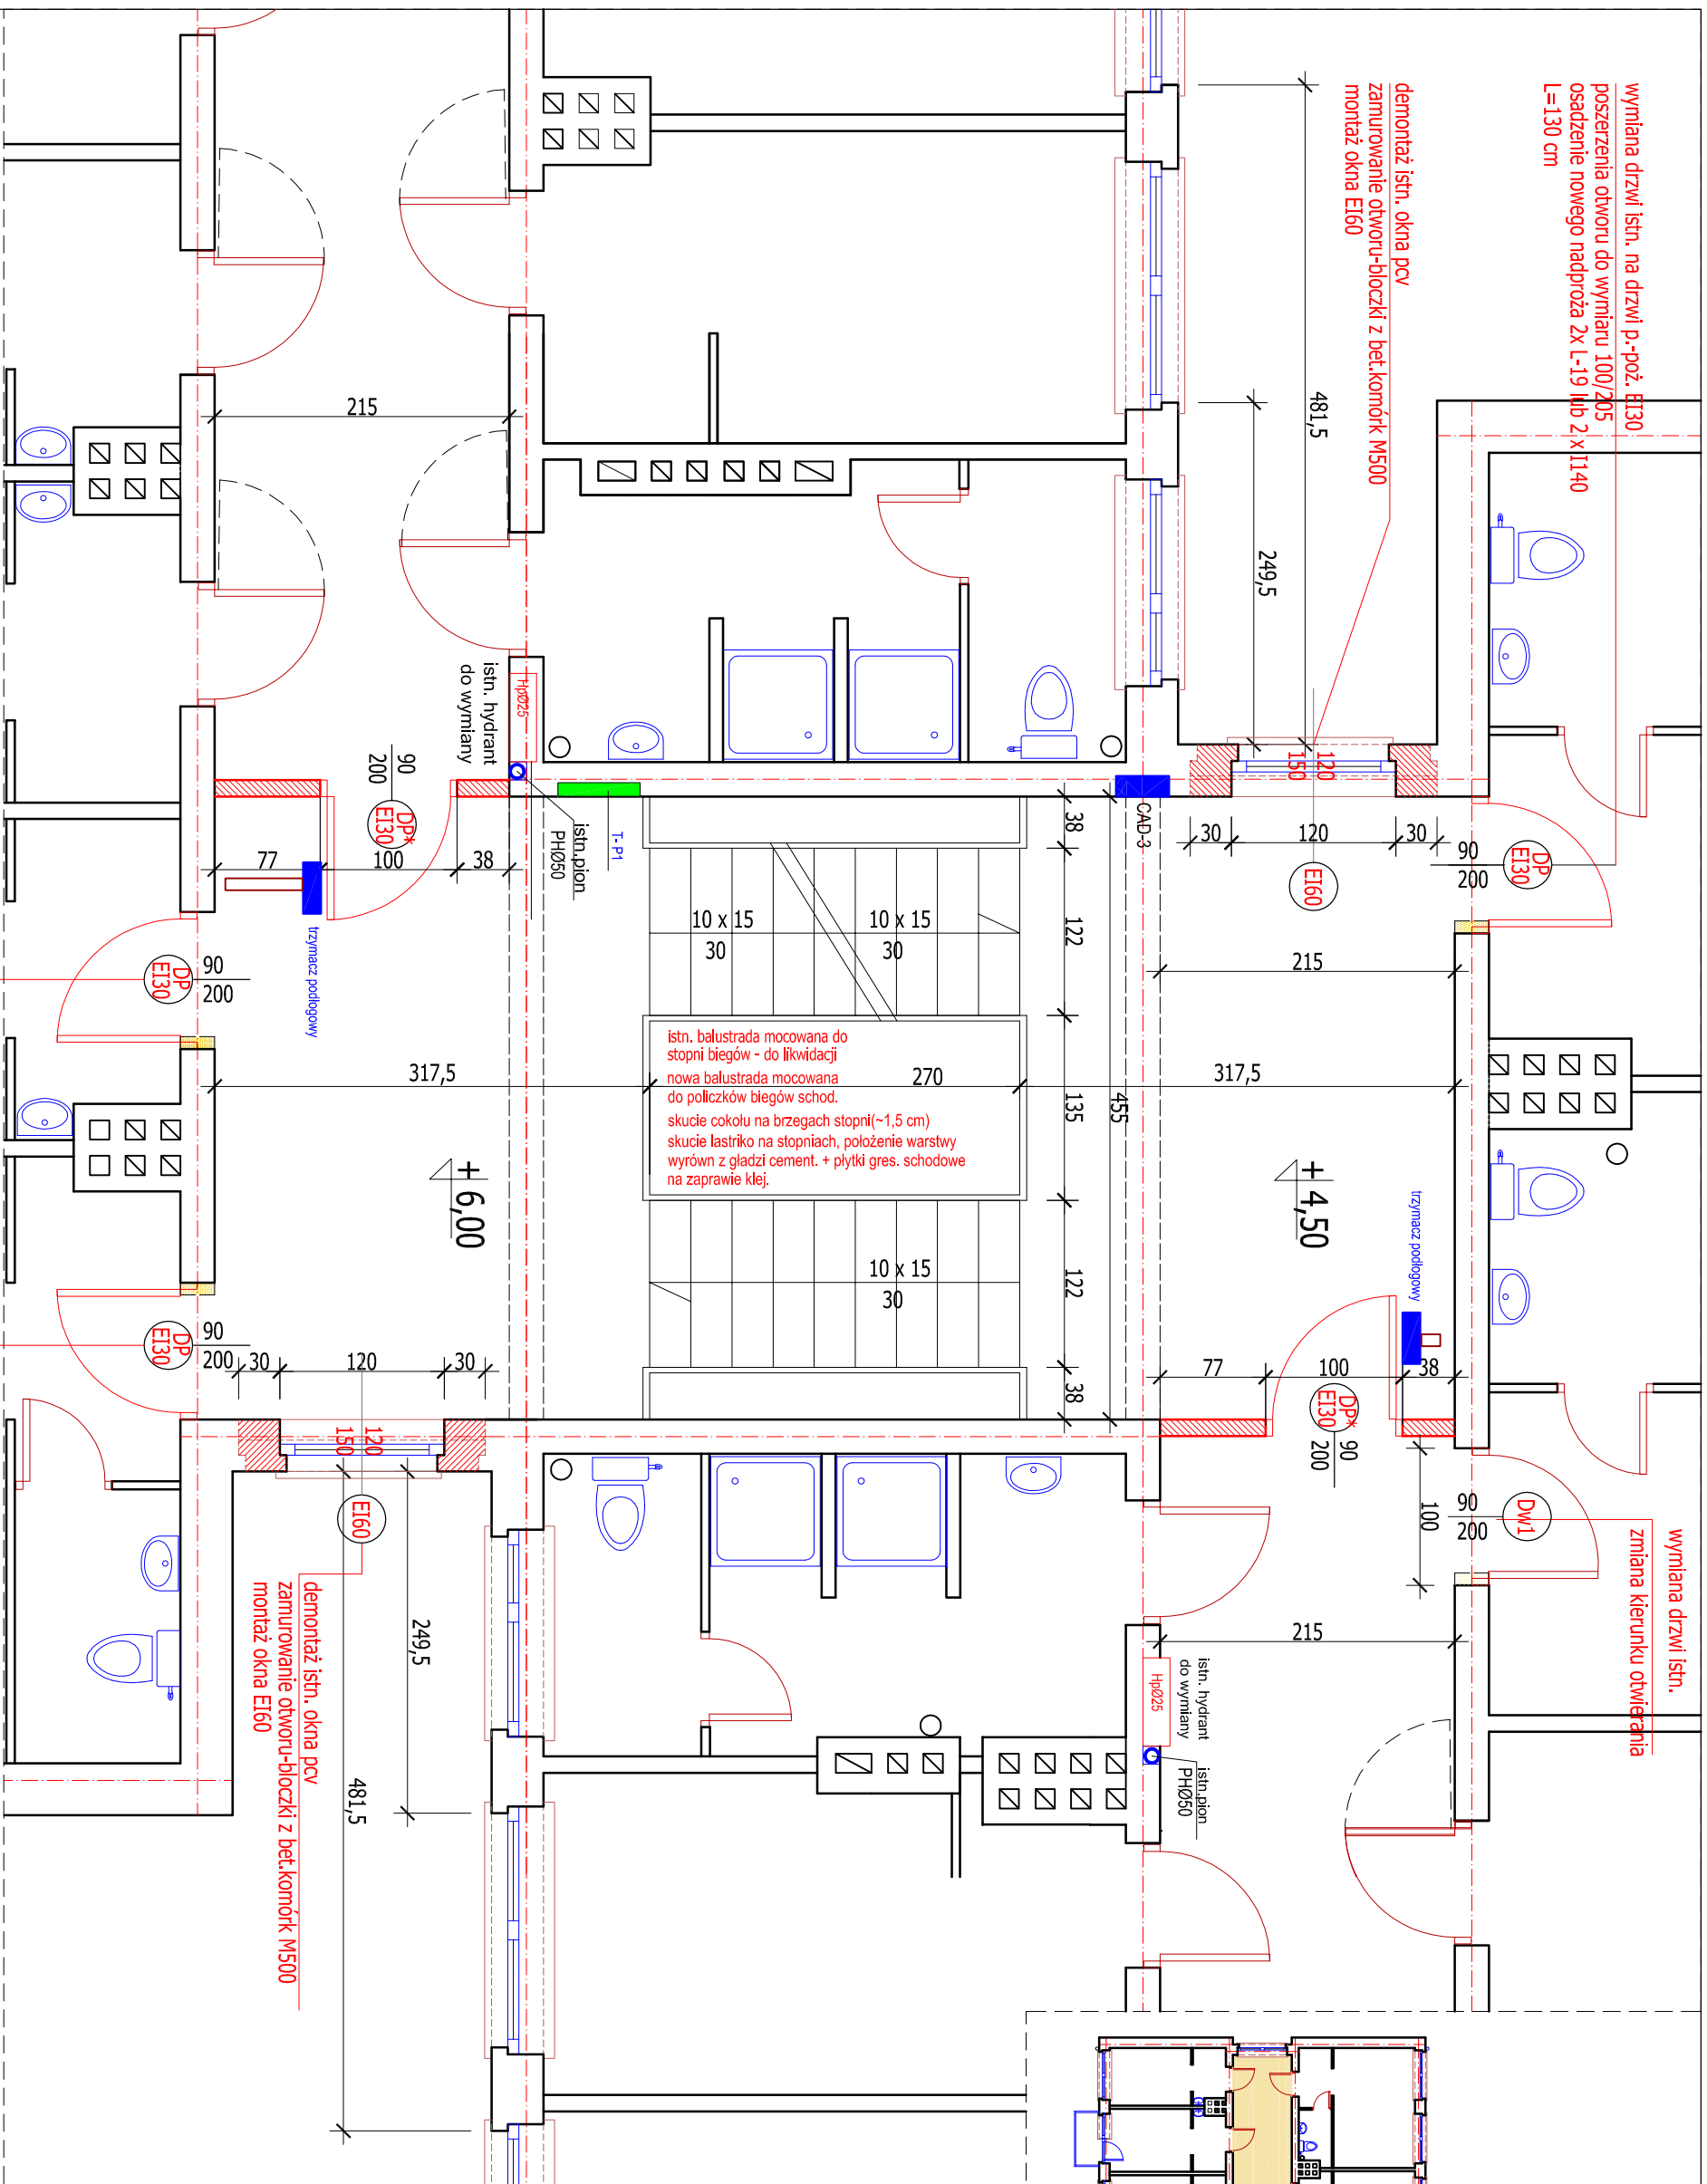 wymiana drzwi istn. na drzwi p.-poż. EI30
poszerzenia otworu do wymiaru 100/205
osadzenie nowego nadproża 2x L-19 lub 2 x I140
L=130 cm
demontaż istn. okna pcv
zamurowanie otworu-bloczki z bet.komórk M500
montaż okna EI60
481,5
249,5
120
150
30
120
30
EI60
90
200
DP
EI30
215
215
istn. hydrant
do wymiany
HpØ25
istn.pion
PHØ50
T- P1
CAD-3
90
200
DP*
EI30
77
100
38
trzymacz podłogowy
38
122
135
122
38
455
10 x 15
30
10 x 15
30
10 x 15
30
istn. balustrada mocowana do
stopni biegów - do likwidacji
nowa balustrada mocowana
do policzków biegów schod.
skucie cokołu na brzegach stopni(~1,5 cm)
skucie lastriko na stopniach, położenie warstwy
wyrówn z gładzi cement. + płytki gres. schodowe
na zaprawie klej.
317,5
270
317,5
+ 6,00
+ 4,50
90
200
DP
EI30
90
200
DP
EI30
30
120
30
120
150
EI60
trzymacz podłogowy
77
100
38
DP*
EI30
90
200
100
90
200
Dw1
wymiana drzwi istn.
zmiana kierunku otwierania
215
istn. hydrant
do wymiany
HpØ25
istn.pion
PHØ50
249,5
481,5
demontaż istn. okna pcv
zamurowanie otworu-bloczki z bet.komórk M500
montaż okna EI60